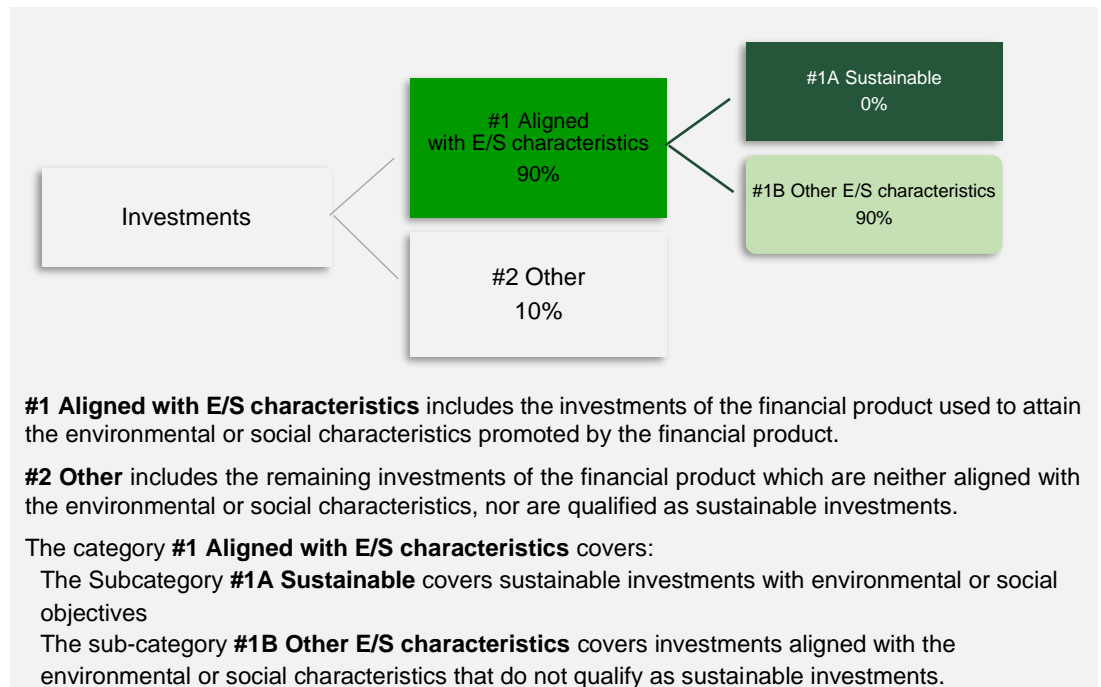 #1A Sustainable
0%
#1 Aligned
with E/S characteristics
90%
#1B Other E/S characteristics
90%
Investments
#2 Other
10%
#1 Aligned with E/S characteristics includes the investments of the financial product used to attain
the environmental or social characteristics promoted by the financial product.
#2 Other includes the remaining investments of the financial product which are neither aligned with
the environmental or social characteristics, nor are qualified as sustainable investments.
The category #1 Aligned with E/S characteristics covers:
The Subcategory #1A Sustainable covers sustainable investments with environmental or social
objectives
The sub-category #1B Other E/S characteristics covers investments aligned with the
environmental or social characteristics that do not qualify as sustainable investments.